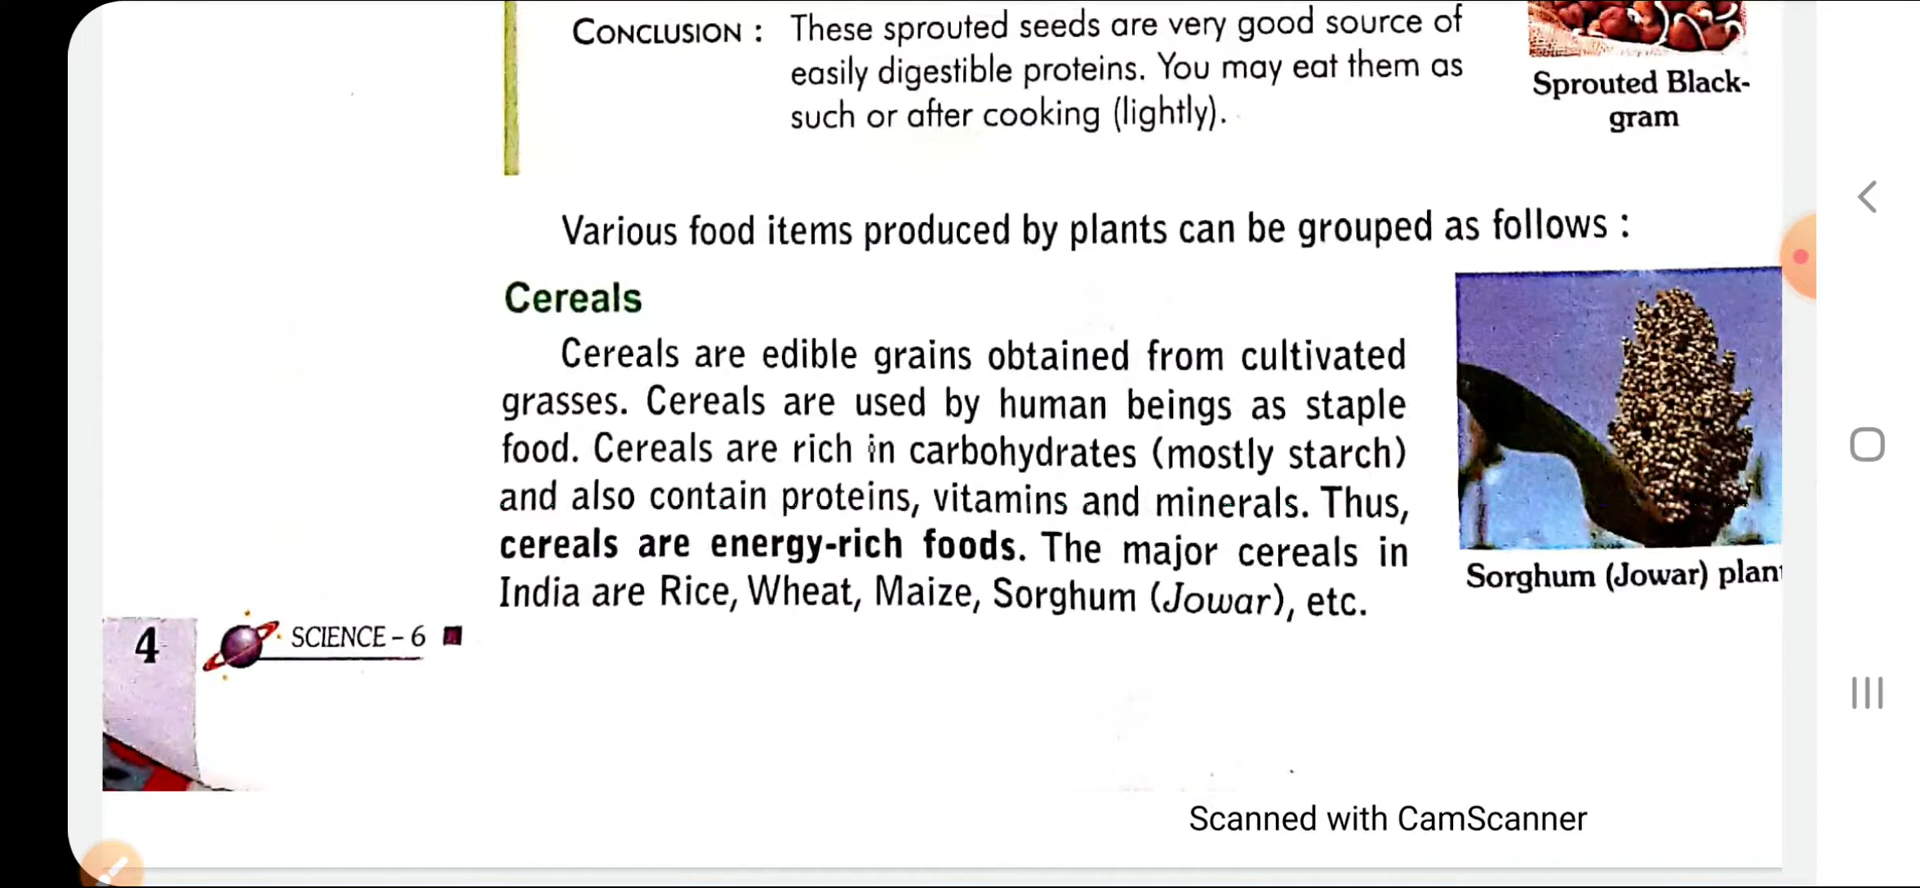 CONCLUSION : These sprouted seeds are very good source of
easily digestible proteins. You may eat them as
such or after cooking (lightly).
Sprouted Black-
gram
Various food items produced by plants can be grouped as follows :
Cereals
Cereals are edible grains obtained from cultivated
grasses. Cereals are used by human beings as staple
food. Cereals are rich in carbohydrates (mostly starch)
and also contain proteins, vitamins and minerals. Thus,
cereals are energy-rich foods. The major cereals in
India are Rice, Wheat, Maize, Sorghum (Jowar), etc.
Sorghum (Jowar) plan
4 SCIENCE – 6
Scanned with CamScanner